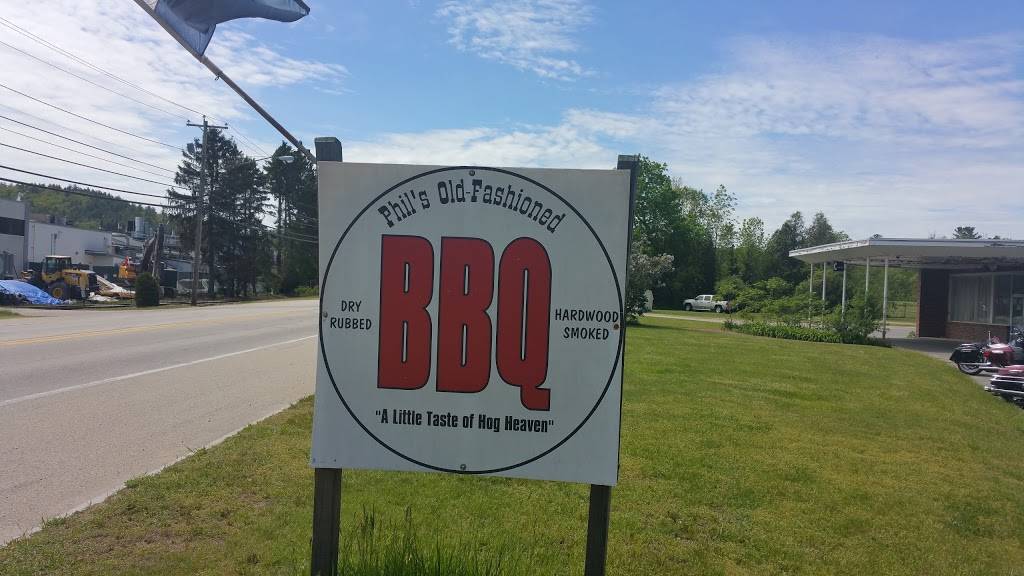 Phil's Old-Fashioned
BBQ
DRY
RUBBED
HARDWOOD
SMOKED
"A Little Taste of Hog Heaven"